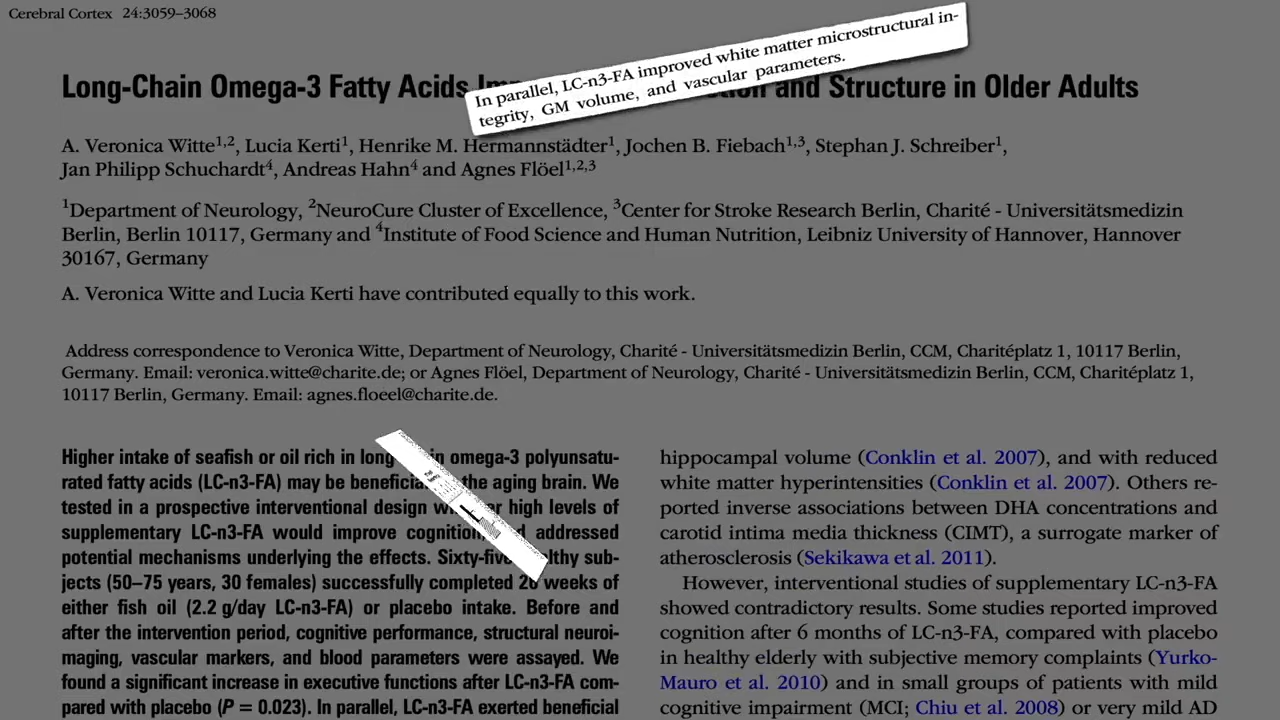 Cerebral Cortex 24:3059–3068
In parallel, LC-n3-FA improved white matter microstructural in-
tegrity, GM volume, and vascular parameters.
Long-Chain Omega-3 Fatty Acids and Structure in Older Adults
A. Veronica Witte1,2, Lucia Kerti1, Henrike M. Hermannstädter1, Jochen B. Fiebach1,3, Stephan J. Schreiber1,
Jan Philipp Schuchardt4, Andreas Hahn4 and Agnes Flöel1,2,3
1Department of Neurology, 2NeuroCure Cluster of Excellence, 3Center for Stroke Research Berlin, Charité - Universitätsmedizin
Berlin, Berlin 10117, Germany and 4Institute of Food Science and Human Nutrition, Leibniz University of Hannover, Hannover
30167, Germany
A. Veronica Witte and Lucia Kerti have contributed equally to this work.
Address correspondence to Veronica Witte, Department of Neurology, Charité - Universitätsmedizin Berlin, CCM, Charitéplatz 1, 10117 Berlin,
Germany. Email: veronica.witte@charite.de; or Agnes Flöel, Department of Neurology, Charité - Universitätsmedizin Berlin, CCM, Charitéplatz 1,
10117 Berlin, Germany. Email: agnes.floeel@charite.de.
Higher intake of seafish or oil rich in long omega-3 polyunsatu-
rated fatty acids (LC-n3-FA) may be the aging brain. We
tested in a prospective interventional design high levels of
supplementary LC-n3-FA would improve cognition, addressed
potential mechanisms underlying the effects. sub-
jects (50–75 years, 30 females) successfully completed 26 weeks of
either fish oil (2.2 g/day LC-n3-FA) or placebo intake. Before and
after the intervention period, cognitive performance, structural neuroi-
maging, vascular markers, and blood parameters were assayed. We
found a significant increase in executive functions after LC-n3-FA com-
pared with placebo (P = 0.023). In parallel, LC-n3-FA exerted beneficial
hippocampal volume (Conklin et al. 2007), and with reduced
white matter hyperintensities (Conklin et al. 2007). Others re-
ported inverse associations between DHA concentrations and
carotid intima media thickness (CIMT), a surrogate marker of
atherosclerosis (Sekikawa et al. 2011).
However, interventional studies of supplementary LC-n3-FA
showed contradictory results. Some studies reported improved
cognition after 6 months of LC-n3-FA, compared with placebo
in healthy elderly with subjective memory complaints (Yurko-
Mauro et al. 2010) and in small groups of patients with mild
cognitive impairment (MCI; Chiu et al. 2008) or very mild AD